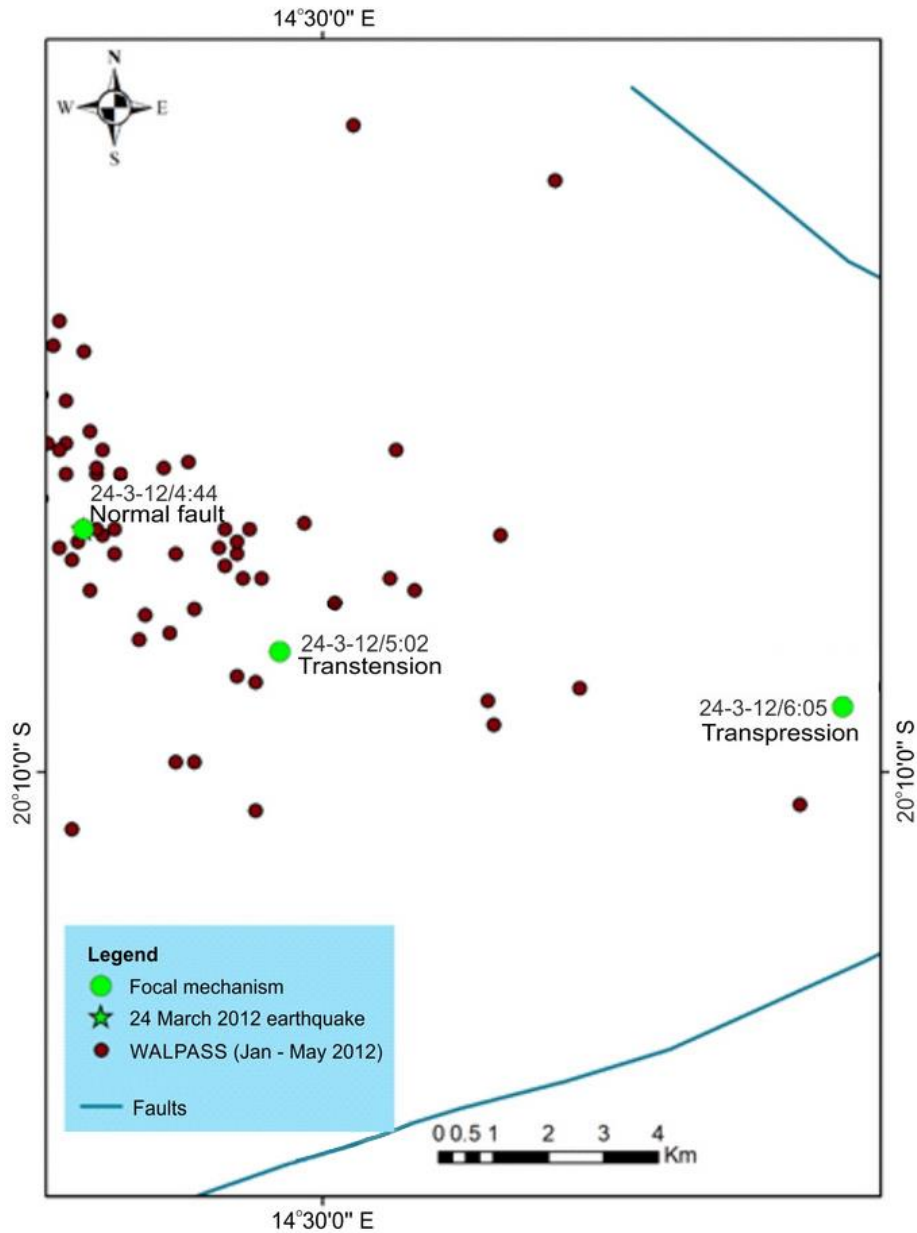 14°30'0" E
N
W E
S
24-3-12/4:44
Normal fault
24-3-12/5:02
Transtension
24-3-12/6:05
Transpression
20°10'0" S
20°10'0" S
Legend
Focal mechanism
24 March 2012 earthquake
WALPASS (Jan - May 2012)
Faults
0 0.5 1 2 3 4
Km
14°30'0" E